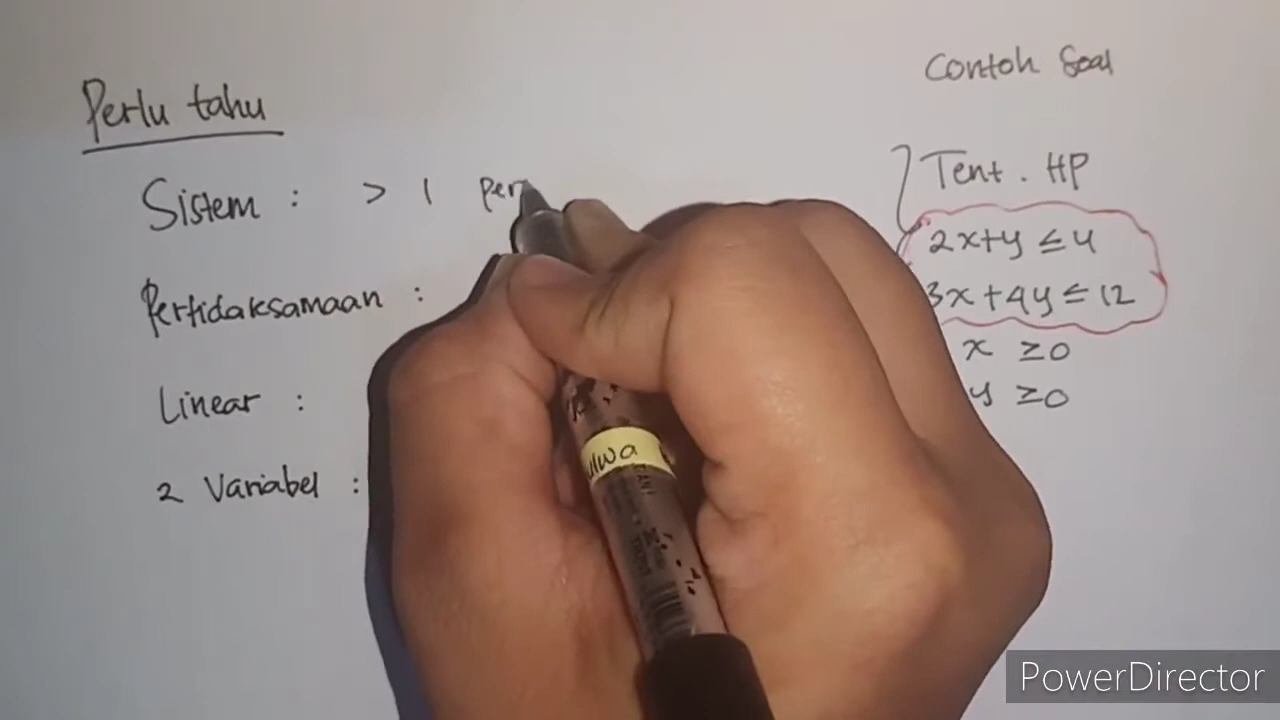 Perlu tahu
Sistem : > 1 per
Pertidaksamaan :
Linear :
2 Variabel :
Contoh Soal
Tent. HP
2x+y ≤ 4
3x+4y ≤ 12
x ≥0
y ≥0
ulwa
PowerDirector